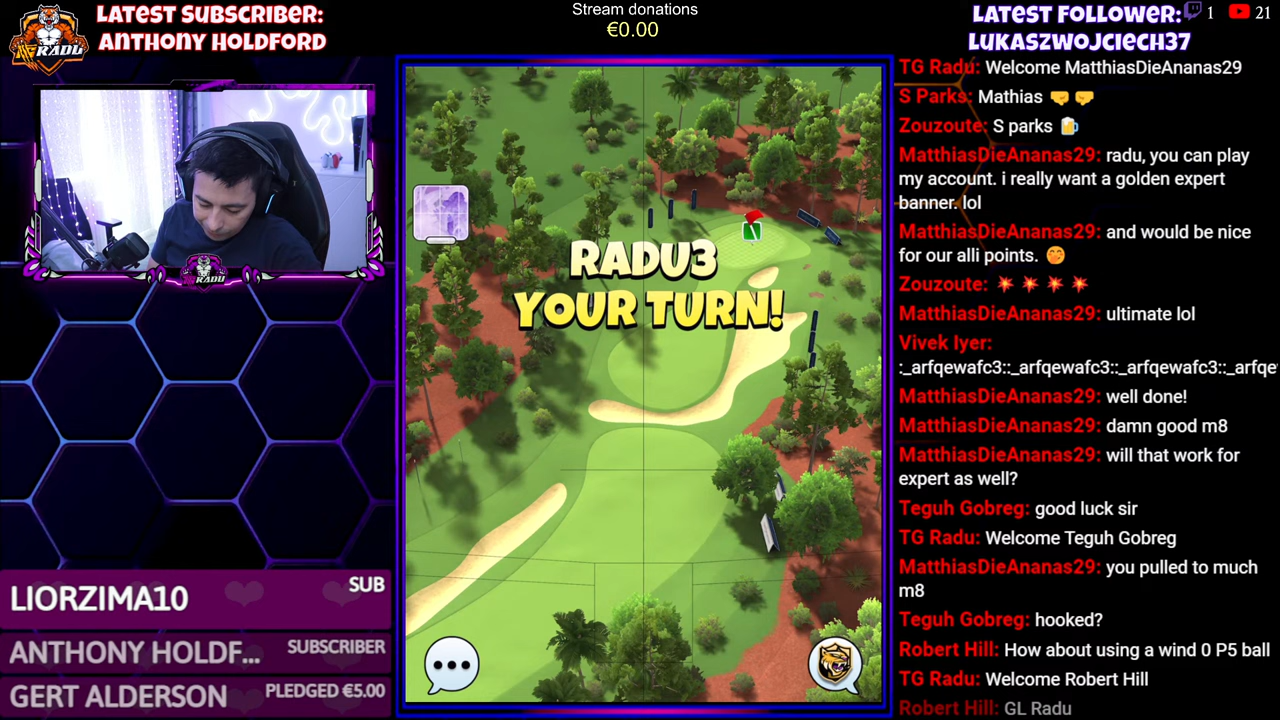 LATEST SUBSCRIBER:
ANTHONY HOLDFORD
RADU
Stream donations
€0.00
LATEST FOLLOWER:
LUKASZWOJCIECH37
1
21
RADU
RADU3
YOUR TURN!
LIORZIMA10
SUB
ANTHONY HOLDF...
SUBSCRIBER
GERT ALDERSON
PLEDGED €5.00
TG Radu: Welcome MatthiasDieAnanas29
S Parks: Mathias 🤜 🤛
Zouzoute: S parks 🍺
MatthiasDieAnanas29: radu, you can play
my account. i really want a golden expert
banner. lol
MatthiasDieAnanas29: and would be nice
for our alli points. 🤭
Zouzoute: 💥 💥 💥 💥
MatthiasDieAnanas29: ultimate lol
Vivek Iyer:
:_arfqewafc3::_arfqewafc3::_arfqewafc3::_arfqe
MatthiasDieAnanas29: well done!
MatthiasDieAnanas29: damn good m8
MatthiasDieAnanas29: will that work for
expert as well?
Teguh Gobreg: good luck sir
TG Radu: Welcome Teguh Gobreg
MatthiasDieAnanas29: you pulled to much
m8
Teguh Gobreg: hooked?
Robert Hill: How about using a wind 0 P5 ball
TG Radu: Welcome Robert Hill
Robert Hill: GL Radu